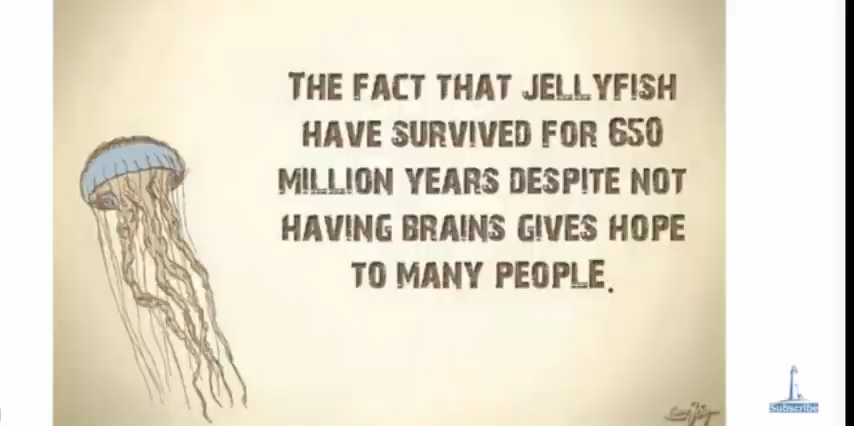 THE FACT THAT JELLYFISH
HAVE SURVIVED FOR 650
MILLION YEARS DESPITE NOT
HAVING BRAINS GIVES HOPE
TO MANY PEOPLE.
Subscribe